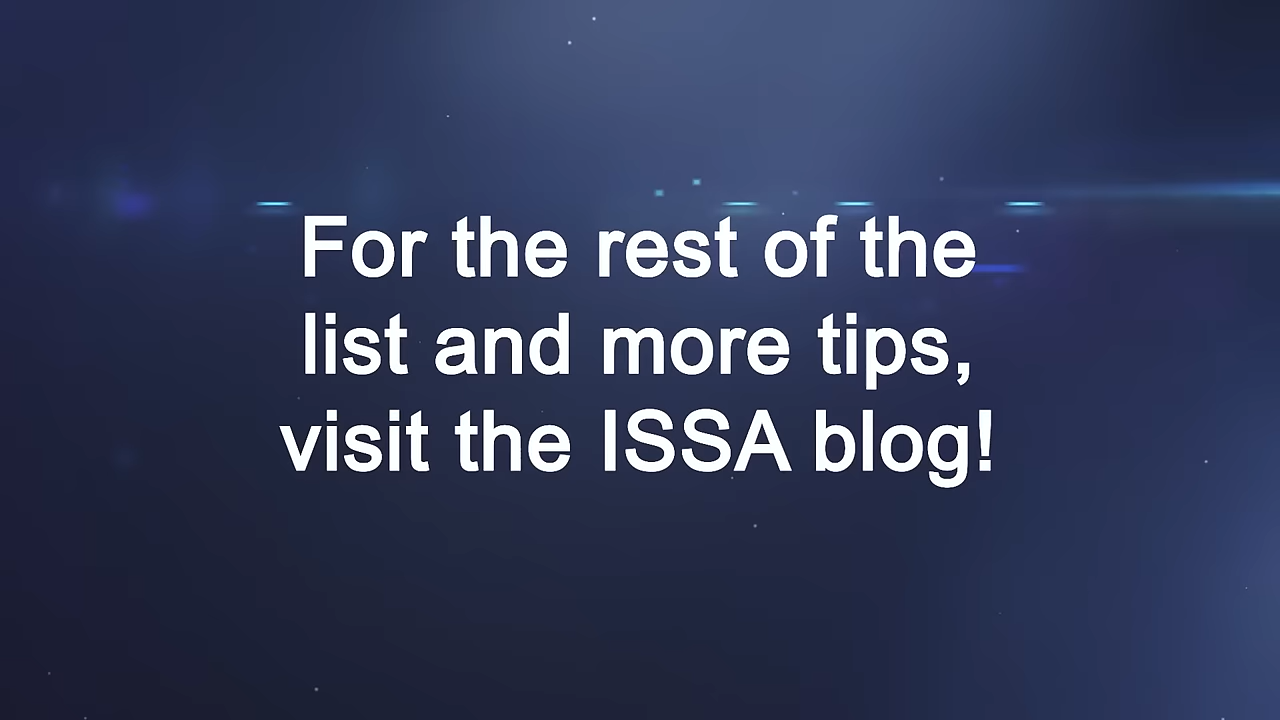 For the rest of the
list and more tips,
visit the ISSA blog!